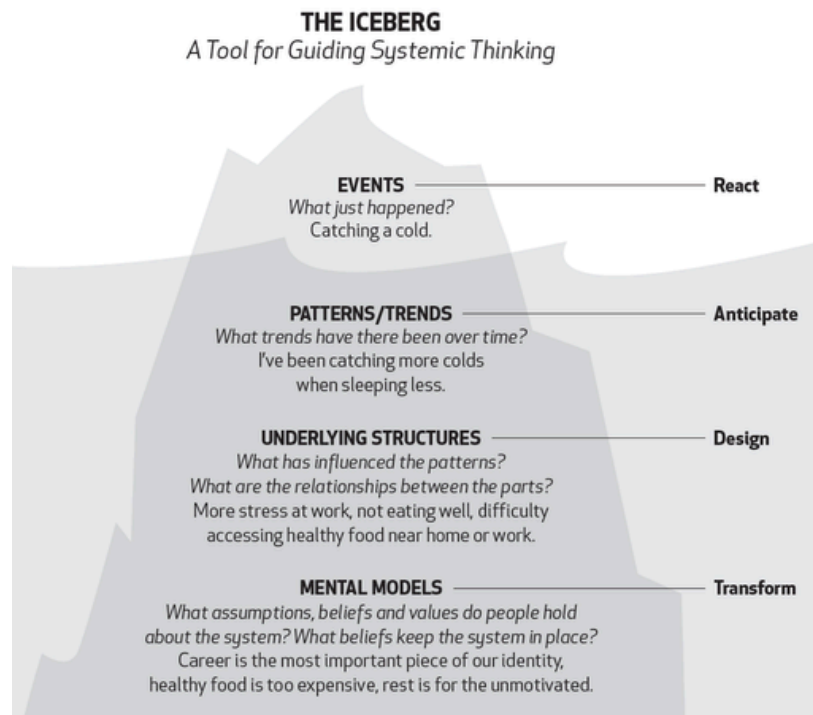 THE ICEBERG
A Tool for Guiding Systemic Thinking
EVENTS
React
What just happened?
Catching a cold.
PATTERNS/TRENDS
Anticipate
What trends have there been over time?
I've been catching more colds
when sleeping less.
UNDERLYING STRUCTURES
Design
What has influenced the patterns?
What are the relationships between the parts?
More stress at work, not eating well, difficulty
accessing healthy food near home or work.
MENTAL MODELS
Transform
What assumptions, beliefs and values do people hold
about the system? What beliefs keep the system in place?
Career is the most important piece of our identity,
healthy food is too expensive, rest is for the unmotivated.